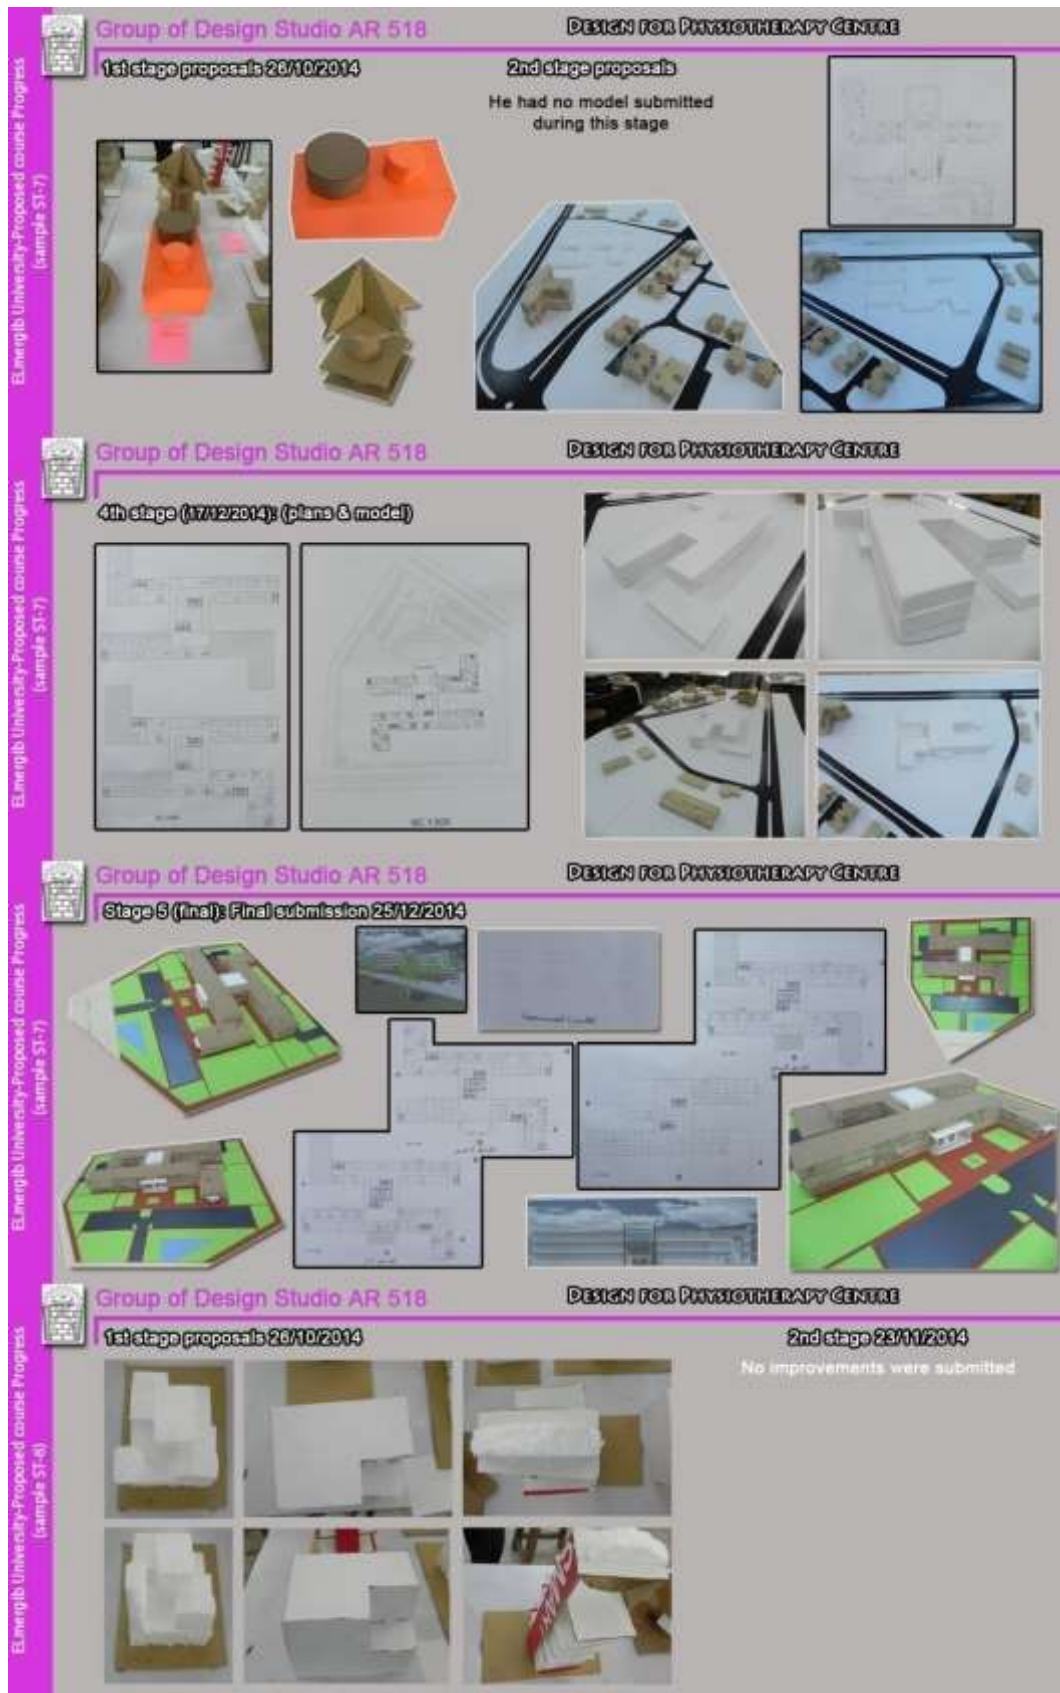 Group of Design Studio AR 518
DESIGN FOR PHYSIOTHERAPY CENTRE
ELmergib University-Proposed course Progress
(sample ST-7)
1st stage proposals 26/10/2014
2nd stage proposals
He had no model submitted
during this stage
Group of Design Studio AR 518
DESIGN FOR PHYSIOTHERAPY CENTRE
ELmergib University-Proposed course Progress
(sample ST-7)
4th stage (17/12/2014): (plans & model)
Group of Design Studio AR 518
DESIGN FOR PHYSIOTHERAPY CENTRE
ELmergib University-Proposed course Progress
(sample ST-7)
Stage 5 (final): Final submission 25/12/2014
Group of Design Studio AR 518
DESIGN FOR PHYSIOTHERAPY CENTRE
ELmergib University-Proposed course Progress
(sample ST-8)
1st stage proposals 26/10/2014
2nd stage 23/11/2014
No improvements were submitted